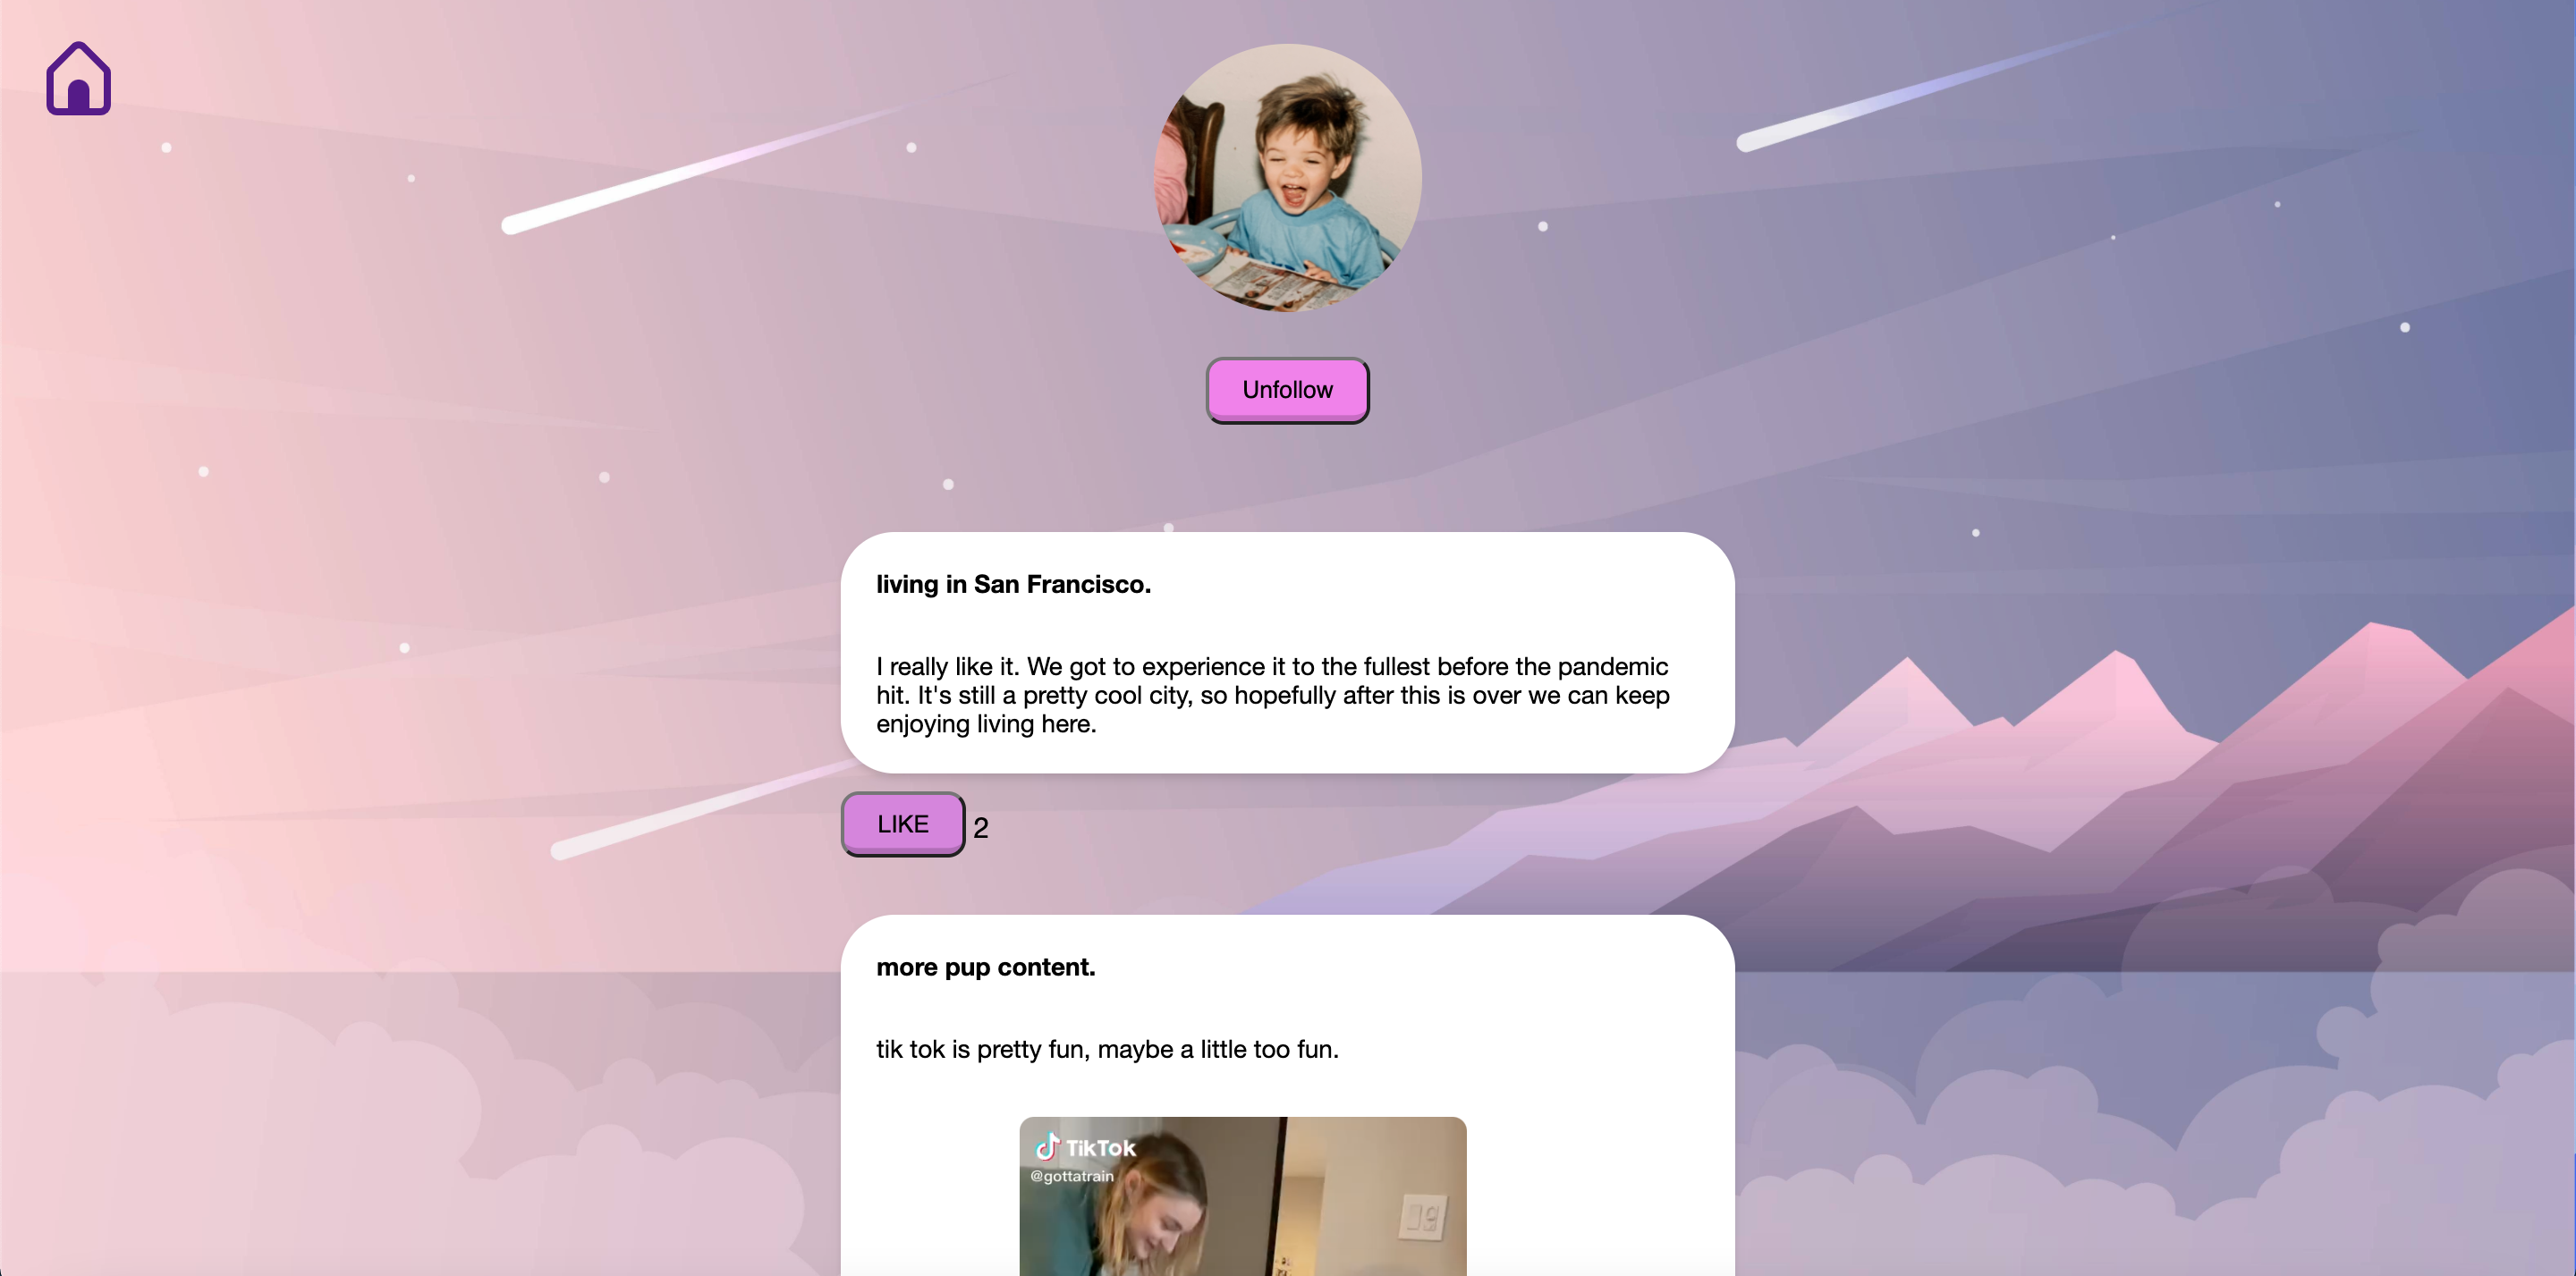 Unfollow
living in San Francisco.
I really like it. We got to experience it to the fullest before the pandemic
hit. It's still a pretty cool city, so hopefully after this is over we can keep
enjoying living here.
LIKE 2
more pup content.
tik tok is pretty fun, maybe a little too fun.
TikTok
@gottatrain